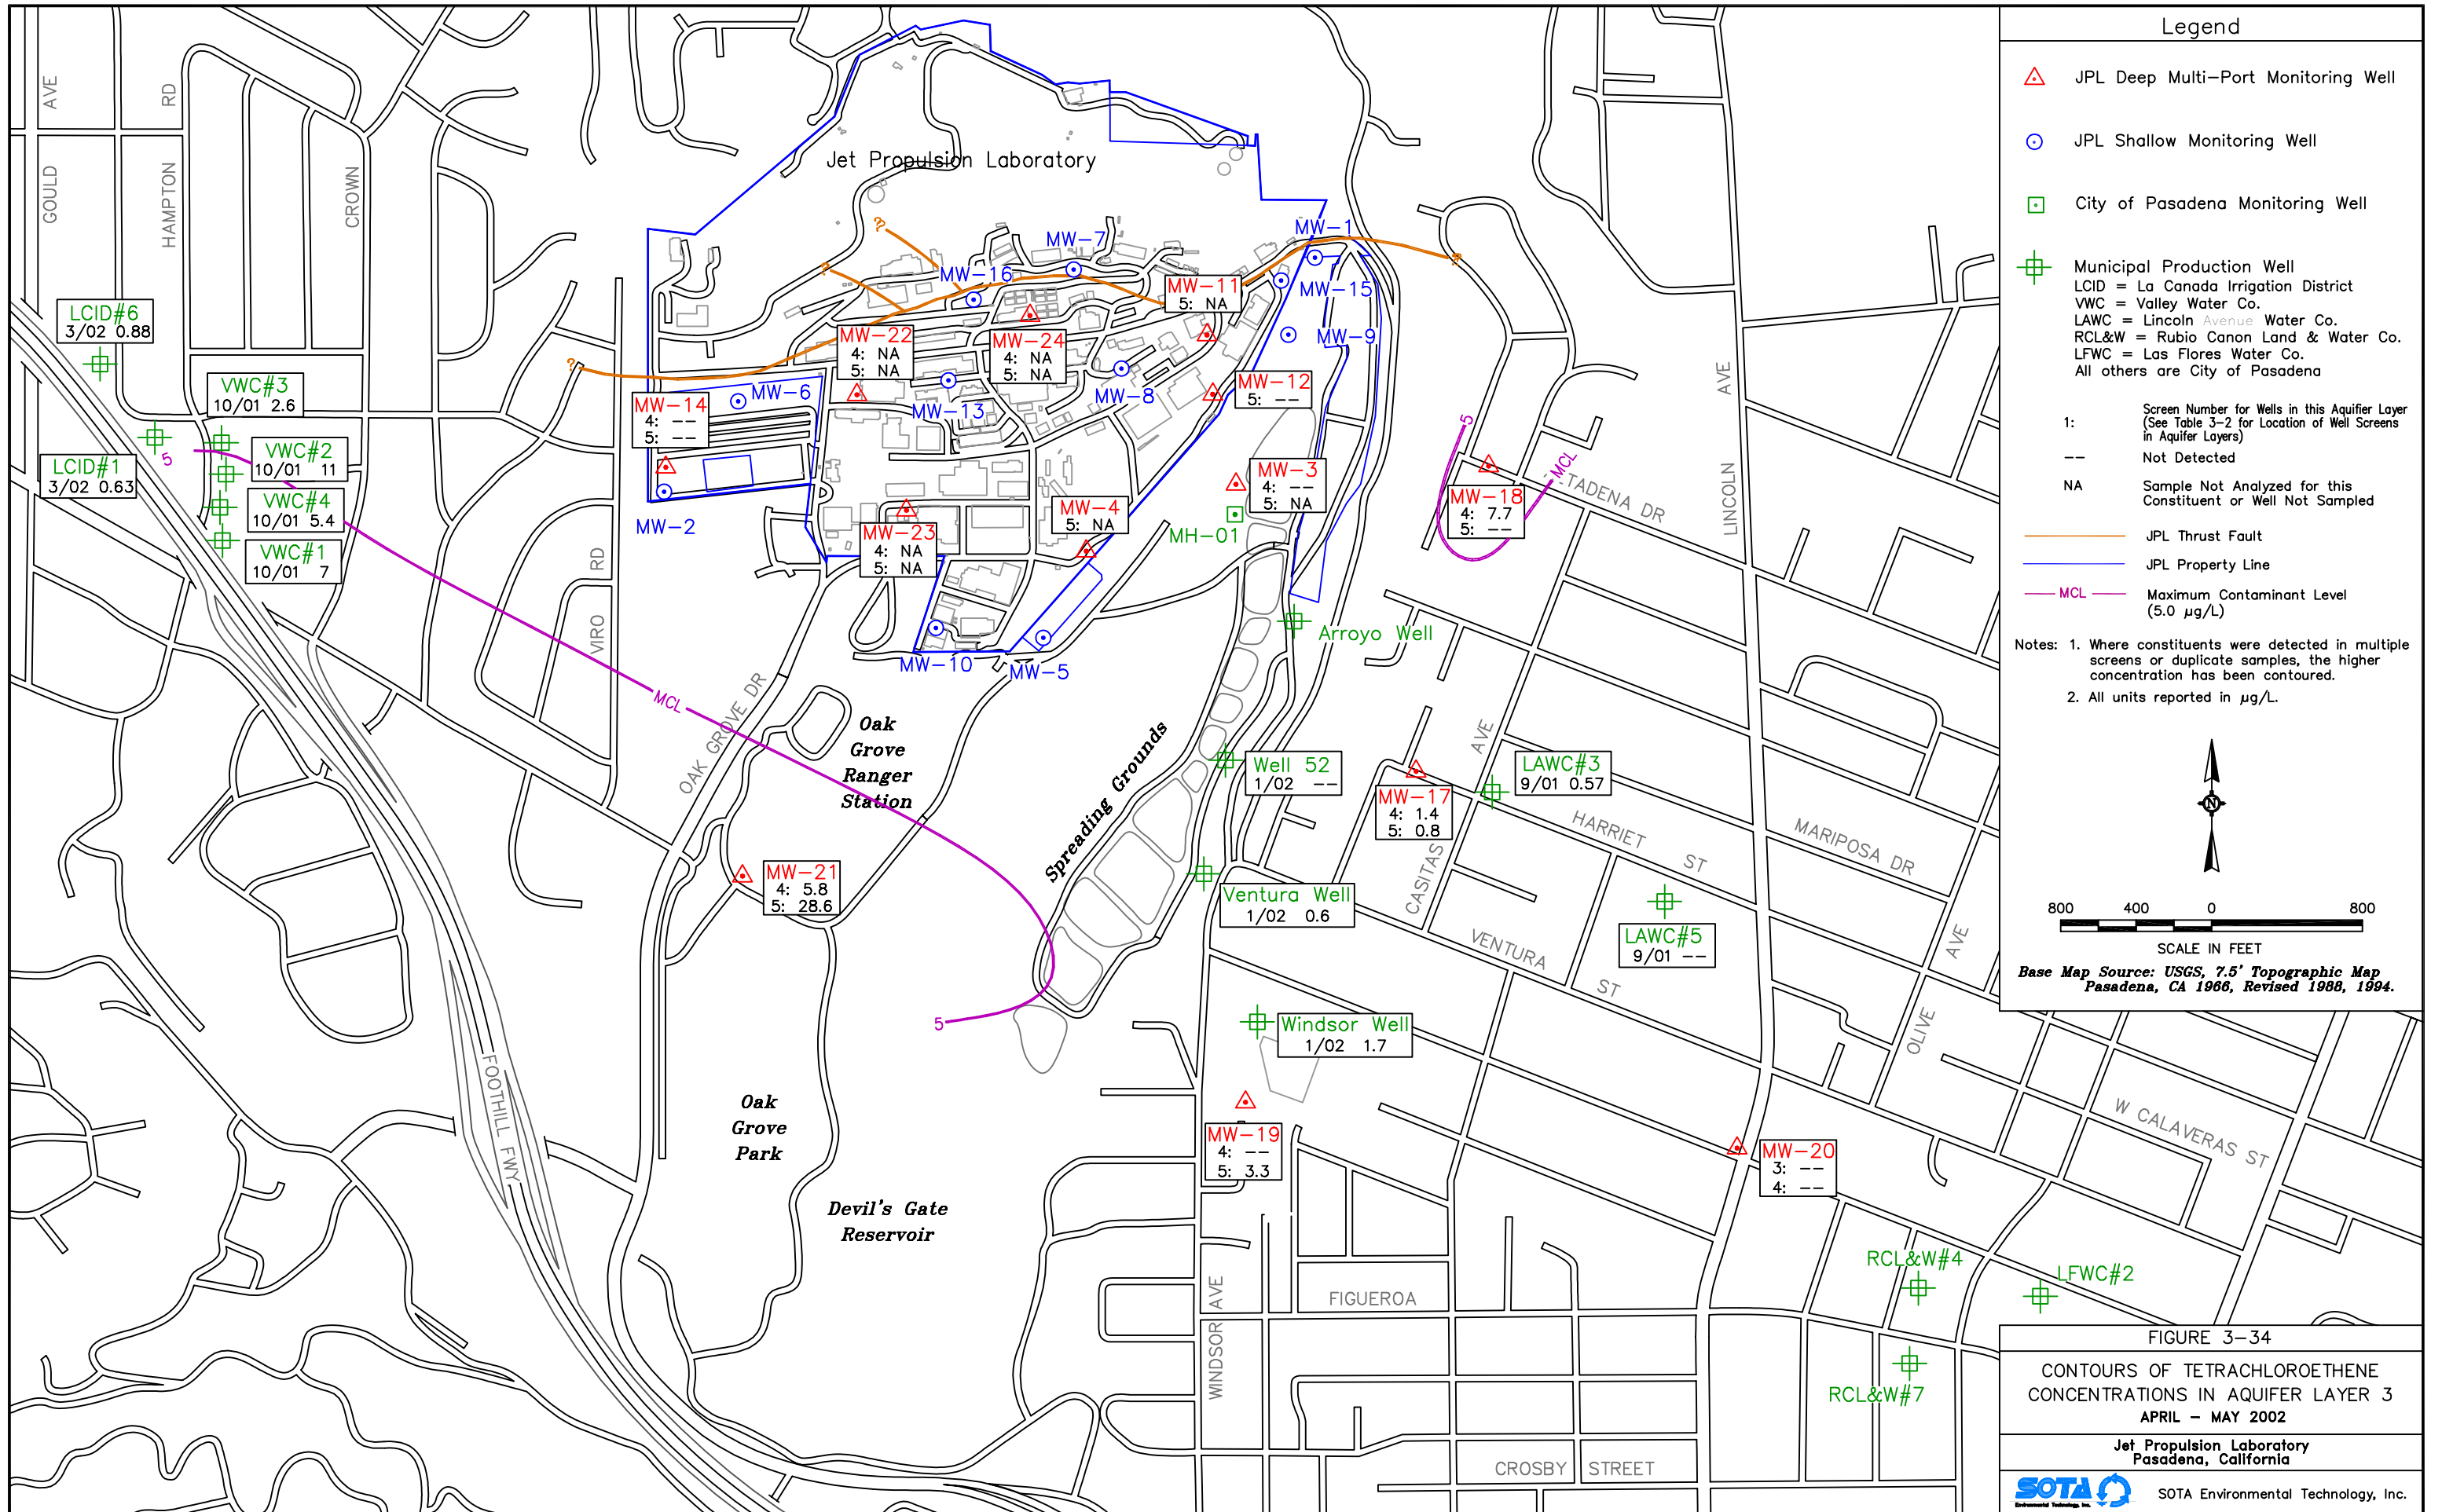 Legend
JPL Deep Multi-Port Monitoring Well
JPL Shallow Monitoring Well
City of Pasadena Monitoring Well
Municipal Production Well
LCID = La Canada Irrigation District
VWC = Valley Water Co.
LAWC = Lincoln Avenue Water Co.
RCL&W = Rubio Canon Land & Water Co.
LFWC = Las Flores Water Co.
All others are City of Pasadena
1: Screen Number for Wells in this Aquifier Layer
(See Table 3-2 for Location of Well Screens
in Aquifer Layers)
-- Not Detected
NA Sample Not Analyzed for this
Constituent or Well Not Sampled
JPL Thrust Fault
JPL Property Line
MCL Maximum Contaminant Level
(5.0 µg/L)
Notes: 1. Where constituents were detected in multiple
screens or duplicate samples, the higher
concentration has been contoured.
2. All units reported in µg/L.
N
800 400 0 800
SCALE IN FEET
Base Map Source: USGS, 7.5' Topographic Map
Pasadena, CA 1966, Revised 1988, 1994.
FIGURE 3-34
CONTOURS OF TETRACHLOROETHENE
CONCENTRATIONS IN AQUIFER LAYER 3
APRIL - MAY 2002
Jet Propulsion Laboratory
Pasadena, California
SOTA
Environmental Technology, Inc.
SOTA Environmental Technology, Inc.
GOULD AVE
HAMPTON RD
CROWN
Jet Propulsion Laboratory
LCID#6
3/02 0.88
VWC#3
10/01 2.6
VWC#2
10/01 11
LCID#1
3/02 0.63
5
VWC#4
10/01 5.4
VWC#1
10/01 7
VIRO RD
MCL
??
?
?
?
MW-7
MW-1
MW-16
MW-11
5: NA
MW-15
MW-9
MW-22
4: NA
5: NA
MW-24
4: NA
5: NA
MW-14
4: --
5: --
MW-6
MW-13
MW-8
MW-12
5: --
MW-2
MW-23
4: NA
5: NA
MW-4
5: NA
MW-3
4: --
5: NA
MH-01
5
MCL
MW-18
4: 7.7
5: --
TADENA DR
LINCOLN AVE
MW-10
MW-5
Arroyo Well
OAK GROVE DR
Oak
Grove
Ranger
Station
Spreading Grounds
Well 52
1/02 --
MW-17
4: 1.4
5: 0.8
LAWC#3
9/01 0.57
CASITAS AVE
HARRIET ST
MARIPOSA DR
MW-21
4: 5.8
5: 28.6
Ventura Well
1/02 0.6
LAWC#5
9/01 --
VENTURA ST
OLIVE AVE
5
Windsor Well
1/02 1.7
FOOTHILL FWY
Oak
Grove
Park
Devil's Gate
Reservoir
MW-19
4: --
5: 3.3
MW-20
3: --
4: --
W CALAVERAS ST
RCL&W#4
LFWC#2
RCL&W#7
WINDSOR AVE
FIGUEROA
CROSBY STREET